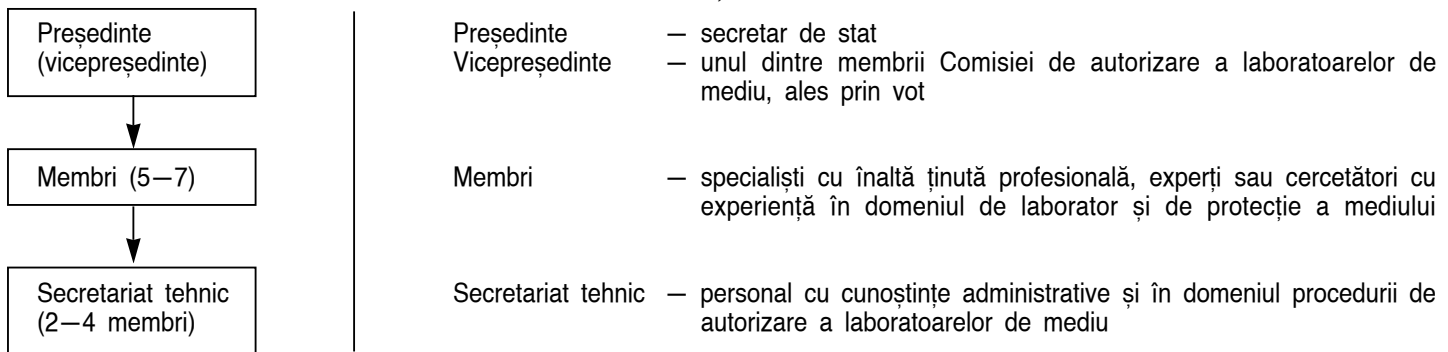 Președinte
(vicepreședinte)
Membri (5—7)
Secretariat tehnic
(2—4 membri)
Președinte — secretar de stat
Vicepreședinte — unul dintre membrii Comisiei de autorizare a laboratoarelor de
mediu, ales prin vot
Membri — specialiști cu înaltă ținută profesională, experți sau cercetători cu
experiență în domeniul de laborator și de protecție a mediului
Secretariat tehnic — personal cu cunoștințe administrative și în domeniul procedurii de
autorizare a laboratoarelor de mediu